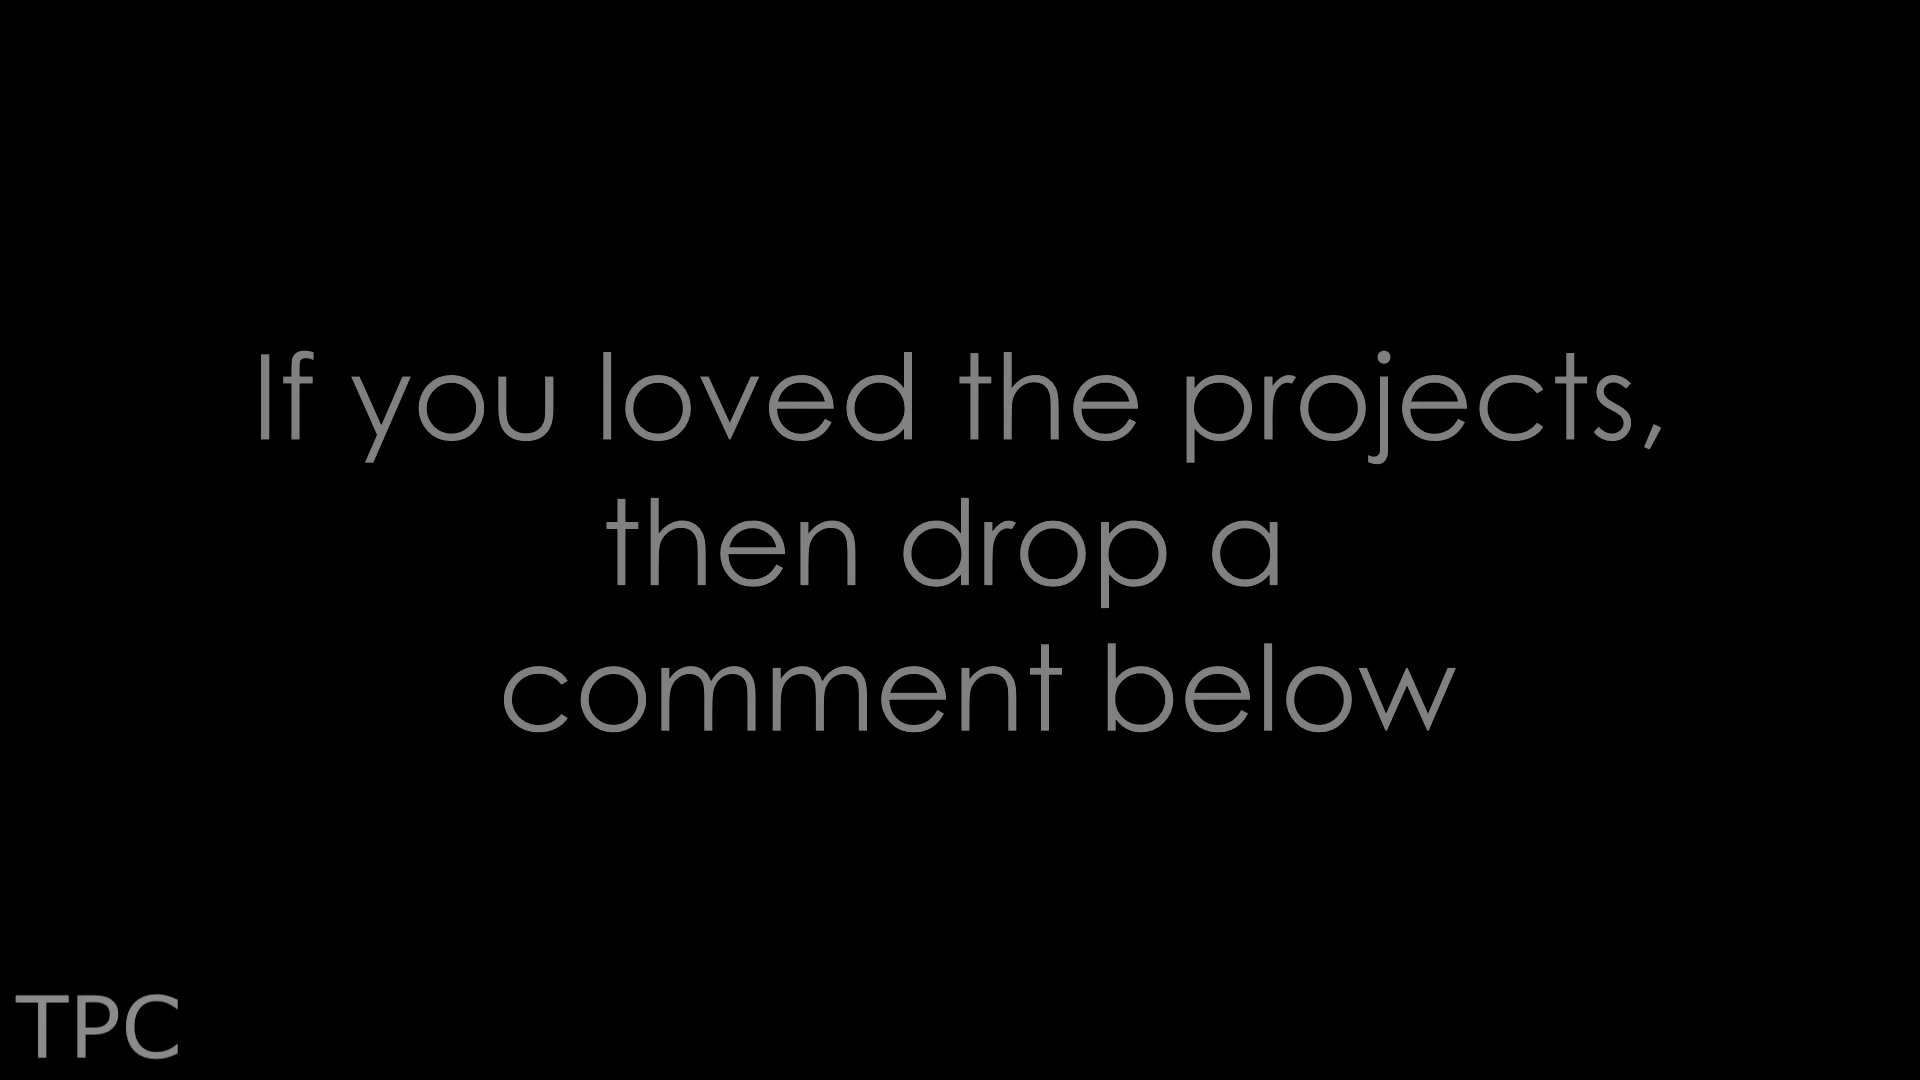 If you loved the projects,
then drop a
comment below
TPC